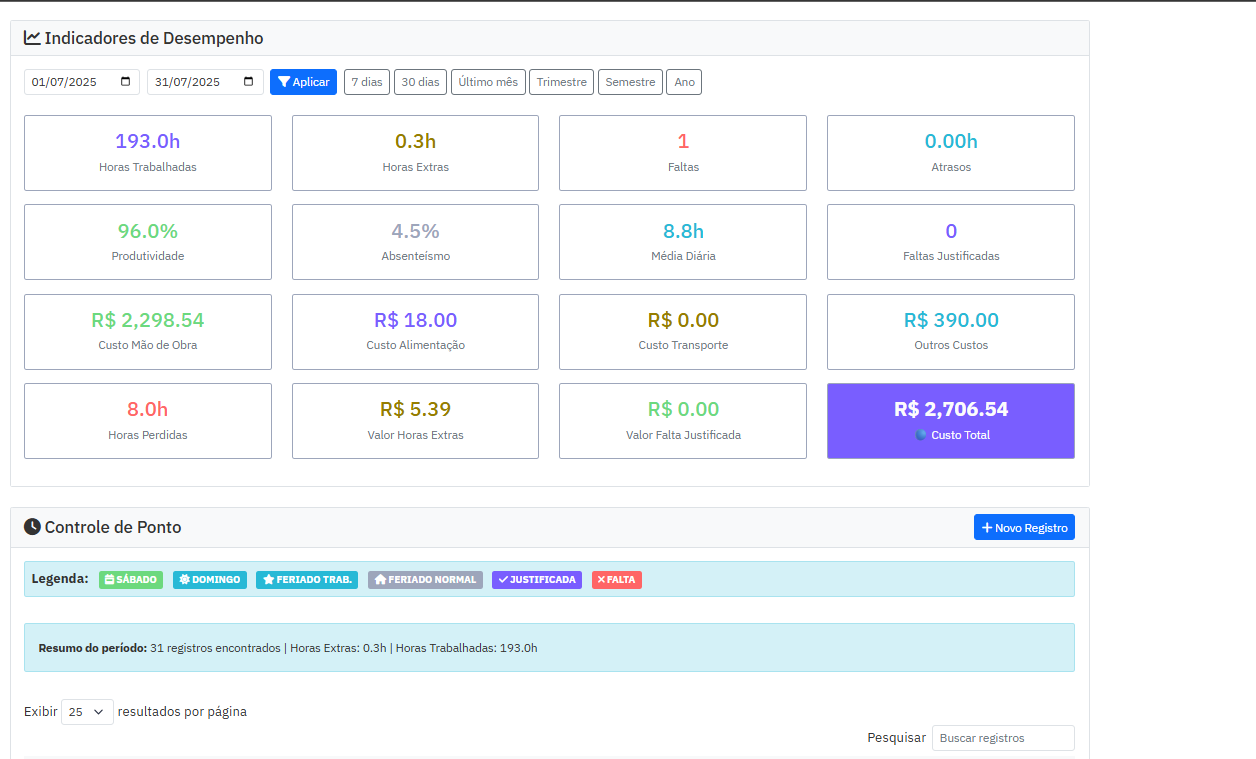 Indicadores de Desempenho
01/07/2025 31/07/2025 Aplicar 7 dias 30 dias Último mês Trimestre Semestre Ano
193.0h 0.3h 1 0.00h
Horas Trabalhadas Horas Extras Faltas Atrasos
96.0% 4.5% 8.8h 0
Produtividade Absenteísmo Média Diária Faltas Justificadas
R$ 2,298.54 R$ 18.00 R$ 0.00 R$ 390.00
Custo Mão de Obra Custo Alimentação Custo Transporte Outros Custos
8.0h R$ 5.39 R$ 0.00 R$ 2,706.54
Horas Perdidas Valor Horas Extras Valor Falta Justificada Custo Total
Controle de Ponto Novo Registro
Legenda: SÁBADO DOMINGO FERIADO TRAB. FERIADO NORMAL JUSTIFICADA FALTA
Resumo do período: 31 registros encontrados | Horas Extras: 0.3h | Horas Trabalhadas: 193.0h
Exibir 25 resultados por página
Pesquisar Buscar registros